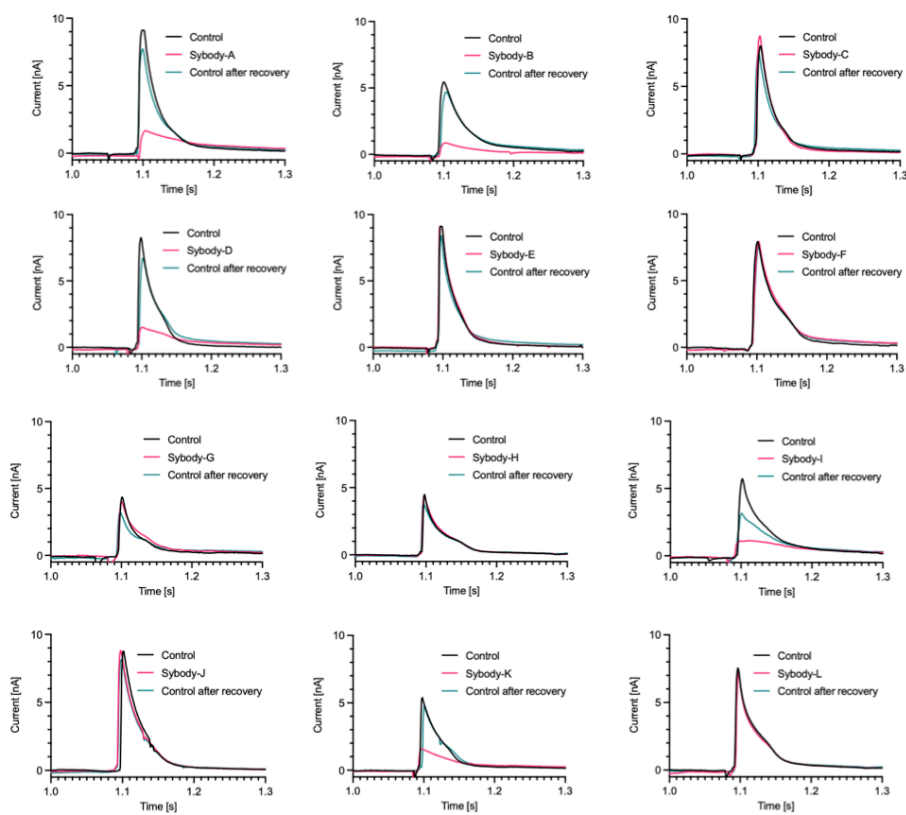 Current [nA]
10
5
0
Control
Sybody-A
Control after recovery
1.0 1.1 1.2 1.3
Time [s]
Current [nA]
10
5
0
Control
Sybody-B
Control after recovery
1.0 1.1 1.2 1.3
Time [s]
Current [nA]
10
5
0
Control
Sybody-C
Control after recovery
1.0 1.1 1.2 1.3
Time [s]
Current [nA]
10
5
0
Control
Sybody-D
Control after recovery
1.0 1.1 1.2 1.3
Time [s]
Current [nA]
10
5
0
Control
Sybody-E
Control after recovery
1.0 1.1 1.2 1.3
Time [s]
Current [nA]
10
5
0
Control
Sybody-F
Control after recovery
1.0 1.1 1.2 1.3
Time [s]
Current [nA]
10
5
0
Control
Sybody-G
Control after recovery
1.0 1.1 1.2 1.3
Time [s]
Current [nA]
10
5
0
Control
Sybody-H
Control after recovery
1.0 1.1 1.2 1.3
Time [s]
Current [nA]
10
5
0
Control
Sybody-I
Control after recovery
1.0 1.1 1.2 1.3
Time [s]
Current [nA]
10
5
0
Control
Sybody-J
Control after recovery
1.0 1.1 1.2 1.3
Time [s]
Current [nA]
10
5
0
Control
Sybody-K
Control after recovery
1.0 1.1 1.2 1.3
Time [s]
Current [nA]
10
5
0
Control
Sybody-L
Control after recovery
1.0 1.1 1.2 1.3
Time [s]